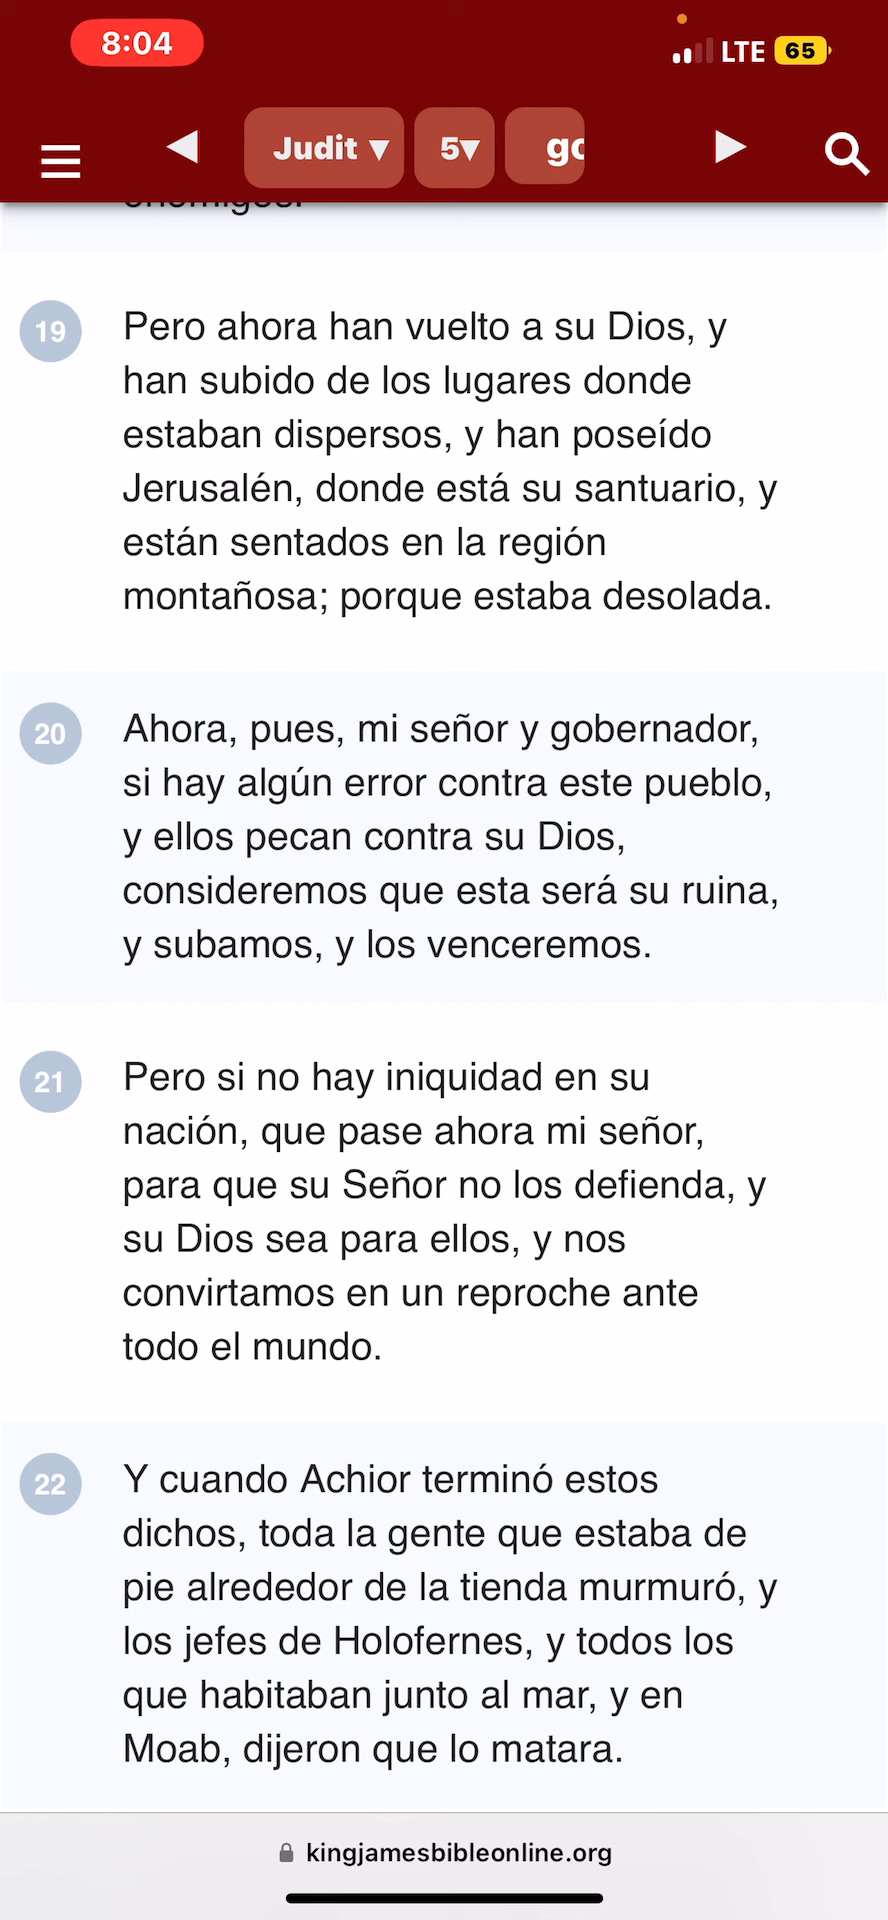 8:04
LTE 65
Judit ▼ 5▼ go
enemigos.
19 Pero ahora han vuelto a su Dios, y
han subido de los lugares donde
estaban dispersos, y han poseído
Jerusalén, donde está su santuario, y
están sentados en la región
montañosa; porque estaba desolada.
20 Ahora, pues, mi señor y gobernador,
si hay algún error contra este pueblo,
y ellos pecan contra su Dios,
consideremos que esta será su ruina,
y subamos, y los venceremos.
21 Pero si no hay iniquidad en su
nación, que pase ahora mi señor,
para que su Señor no los defienda, y
su Dios sea para ellos, y nos
convirtamos en un reproche ante
todo el mundo.
22 Y cuando Achior terminó estos
dichos, toda la gente que estaba de
pie alrededor de la tienda murmuró, y
los jefes de Holofernes, y todos los
que habitaban junto al mar, y en
Moab, dijeron que lo matara.
kingjamesbibleonline.org